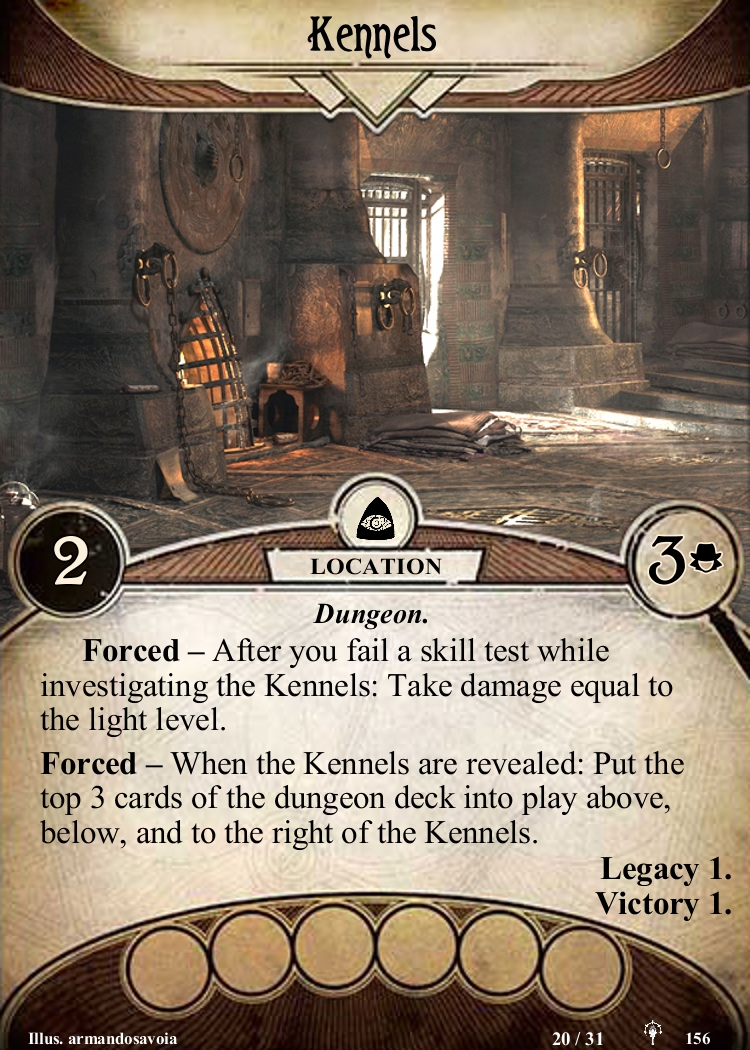 Kennels
2
LOCATION
3
Dungeon.
Forced – After you fail a skill test while
investigating the Kennels: Take damage equal to
the light level.
Forced – When the Kennels are revealed: Put the
top 3 cards of the dungeon deck into play above,
below, and to the right of the Kennels.
Legacy 1.
Victory 1.
Illus. armandosavoia
20 / 31
156